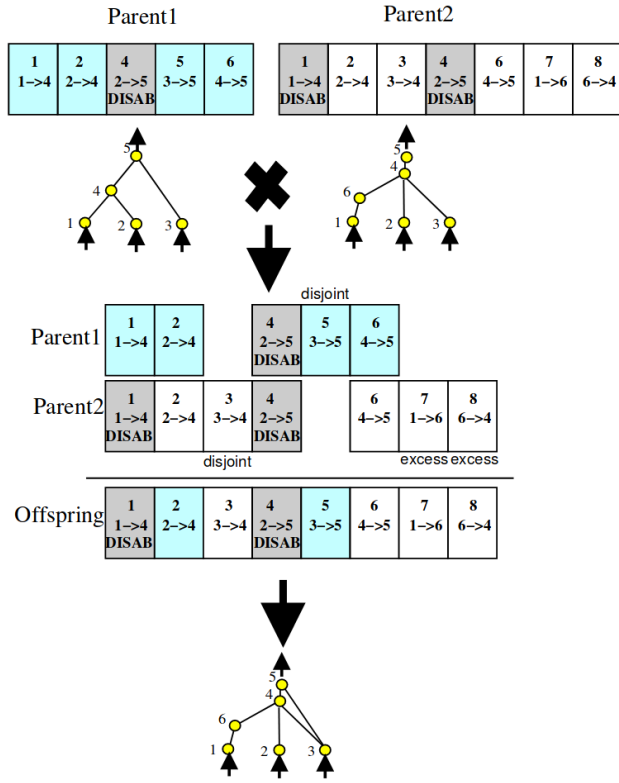 Parent1 Parent2
1 2 4 5 6 1 2 3 4 6 7 8
1->4 2->4 2->5 3->5 4->5 1->4 2->4 3->4 2->5 4->5 1->6 6->4
DISAB DISAB DISAB
5 5
4 4
6
1 2 3 1 2 3
disjoint
Parent1 1 2 4 5 6
1->4 2->4 2->5 3->5 4->5
DISAB
Parent2 1 2 3 4 6 7 8
1->4 2->4 3->4 2->5 4->5 1->6 6->4
DISAB DISAB
disjoint excess excess
Offspring 1 2 3 4 5 6 7 8
1->4 2->4 3->4 2->5 3->5 4->5 1->6 6->4
DISAB DISAB
5
4
6
1 2 3